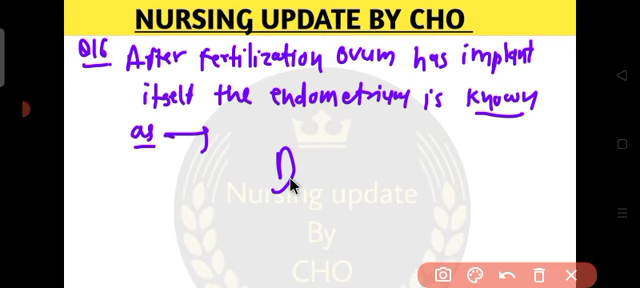 NURSING UPDATE BY CHO
Q16 After fertilization ovum has implant
itself the endometrium is known
as →
D
Nursing update
By
CHO